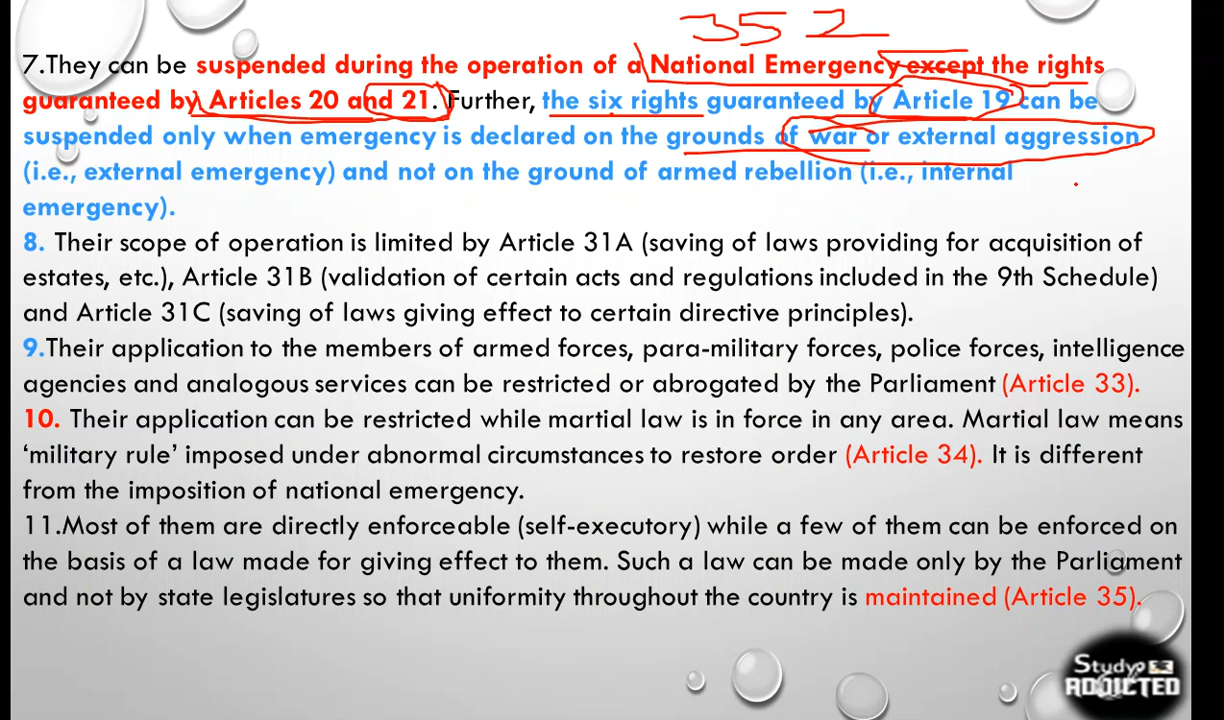 352
7.They can be suspended during the operation of a National Emergency except the rights
guaranteed by Articles 20 and 21. Further, the six rights guaranteed by Article 19 can be
suspended only when emergency is declared on the grounds of war or external aggression
(i.e., external emergency) and not on the ground of armed rebellion (i.e., internal
emergency).
8. Their scope of operation is limited by Article 31A (saving of laws providing for acquisition of
estates, etc.), Article 31B (validation of certain acts and regulations included in the 9th Schedule)
and Article 31C (saving of laws giving effect to certain directive principles).
9.Their application to the members of armed forces, para-military forces, police forces, intelligence
agencies and analogous services can be restricted or abrogated by the Parliament (Article 33).
10. Their application can be restricted while martial law is in force in any area. Martial law means
‘military rule’ imposed under abnormal circumstances to restore order (Article 34). It is different
from the imposition of national emergency.
11.Most of them are directly enforceable (self-executory) while a few of them can be enforced on
the basis of a law made for giving effect to them. Such a law can be made only by the Parliament
and not by state legislatures so that uniformity throughout the country is maintained (Article 35).
Study
ADDICTED